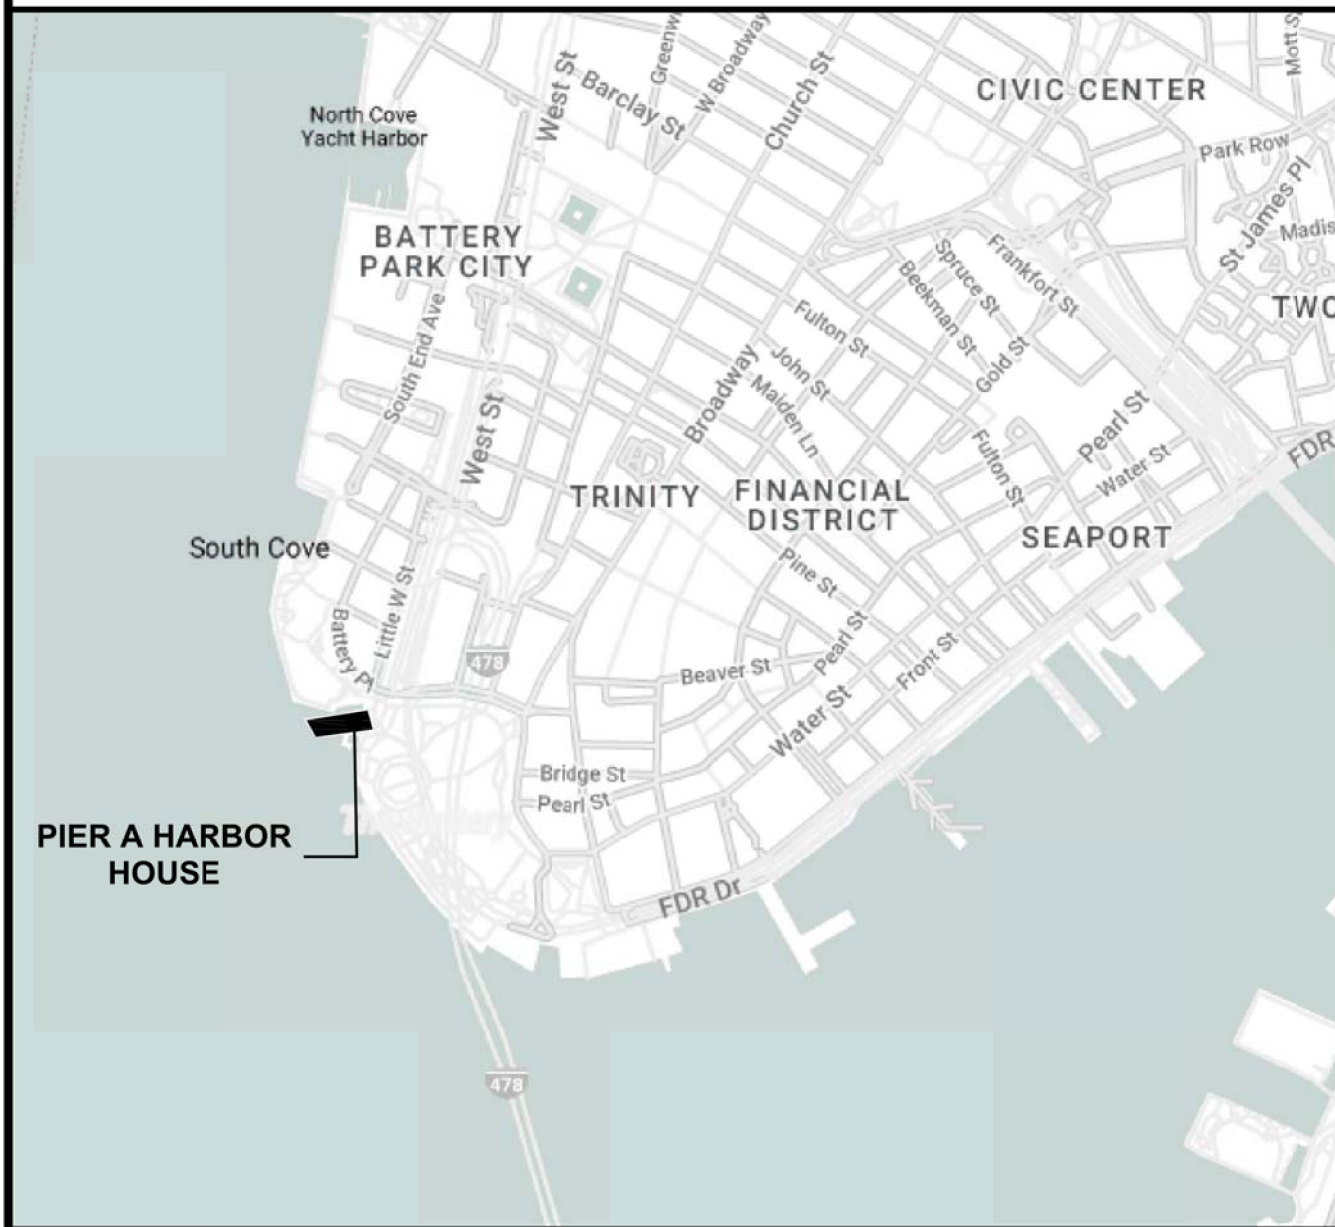 North Cove
Yacht Harbor
West St
Barclay St
Greenw
W Broadway
Church St
CIVIC CENTER
Mott S
Park Row
St James Pl
Madis
TWO
BATTERY
PARK CITY
South End Ave
West St
Broadway
Fulton St
John St
Maiden Ln
Beekman St
Spruce St
Frankfort St
Gold St
Fulton St
Pearl St
Water St
FDR
TRINITY
FINANCIAL
DISTRICT
SEAPORT
South Cove
Pine St
Battery Pl
Little W St
478
Beaver St
Pearl St
Front St
Water St
Bridge St
Pearl St
PIER A HARBOR
HOUSE
FDR Dr
478